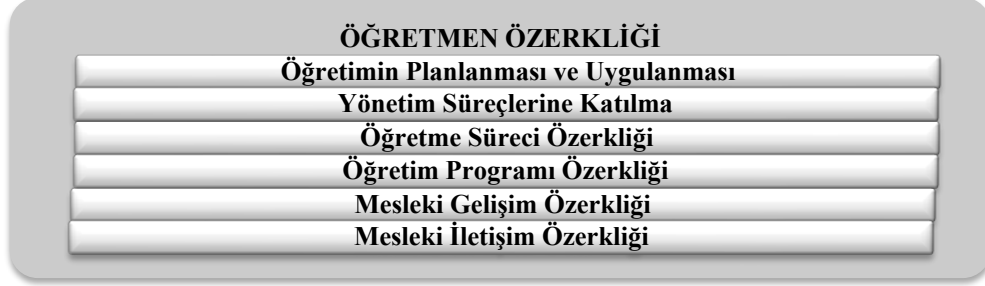 ÖĞRETMEN ÖZERKLİĞİ
Öğretimin Planlanması ve Uygulanması
Yönetim Süreçlerine Katılma
Öğretme Süreci Özerkliği
Öğretim Programı Özerkliği
Mesleki Gelişim Özerkliği
Mesleki İletişim Özerkliği